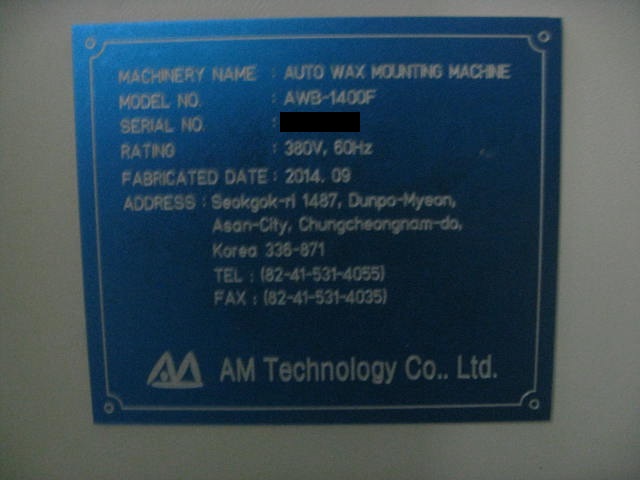 MACHINERY NAME : AUTO WAX MOUNTING MACHINE
MODEL NO. : AWB-1400F
SERIAL NO. :
RATING : 380V, 60Hz
FABRICATED DATE : 2014. 09
ADDRESS : Seokgok-ri 1487, Dunpo-Myeon,
Asan-City, Chungcheongnam-do,
Korea 336-871
TEL : (82-41-531-4055)
FAX : (82-41-531-4035)
AM Technology Co.. Ltd.